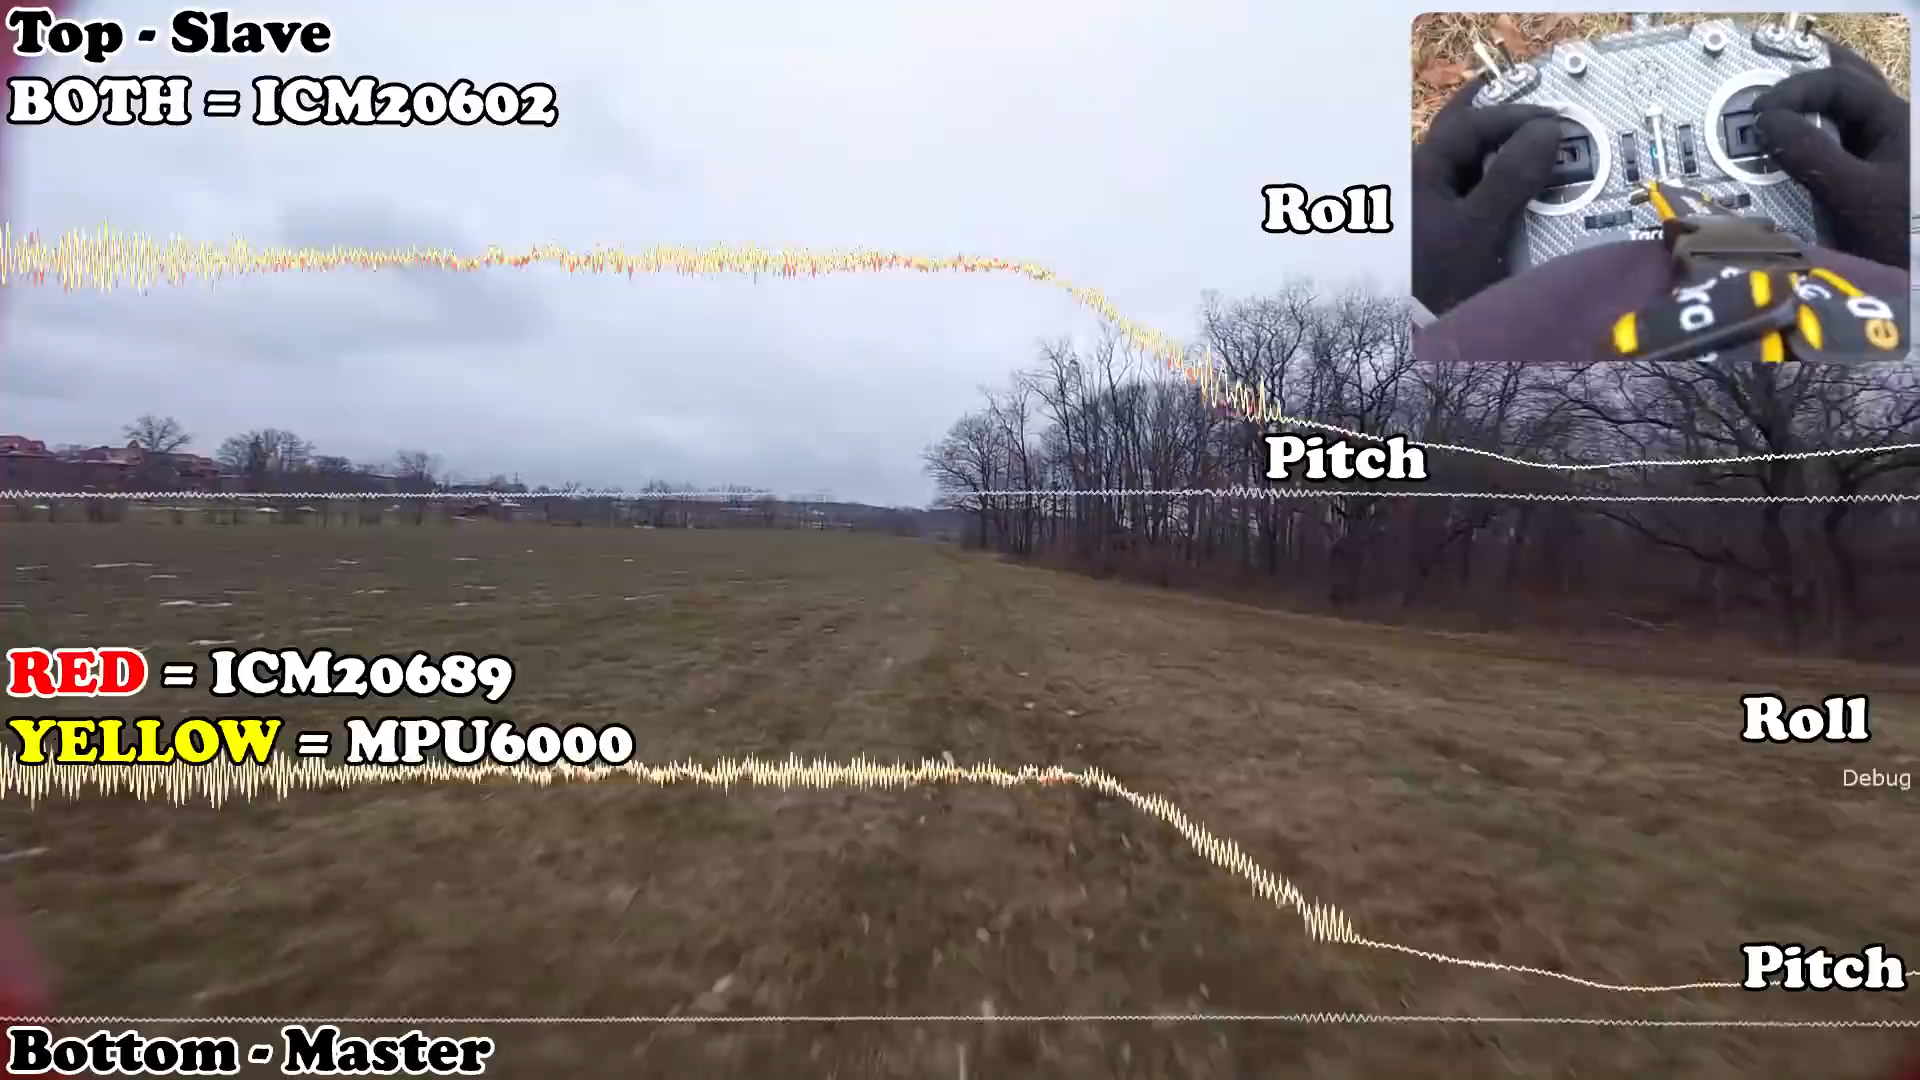 Top - Slave
BOTH = ICM20602
Roll
Pitch
RED = ICM20689
YELLOW = MPU6000
Roll
Debug
Pitch
Bottom - Master